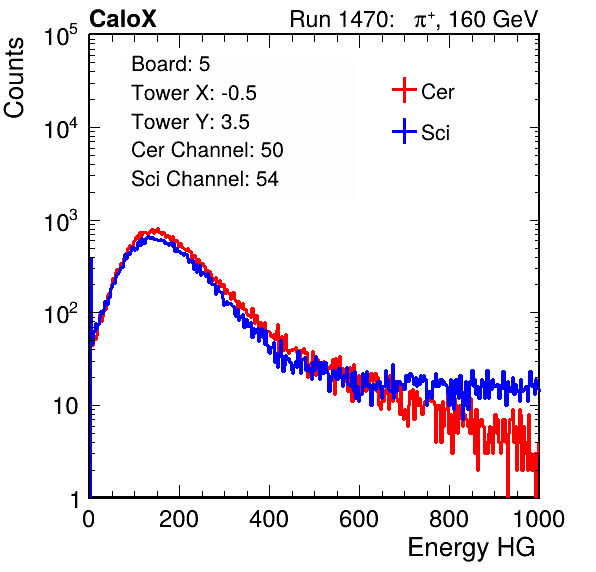 CaloX Run 1470: π⁺, 160 GeV
Board: 5
Tower X: -0.5
Tower Y: 3.5
Cer Channel: 50
Sci Channel: 54
Cer
Sci
Counts
10⁵
10⁴
10³
10²
10
1
0 200 400 600 800 1000
Energy HG